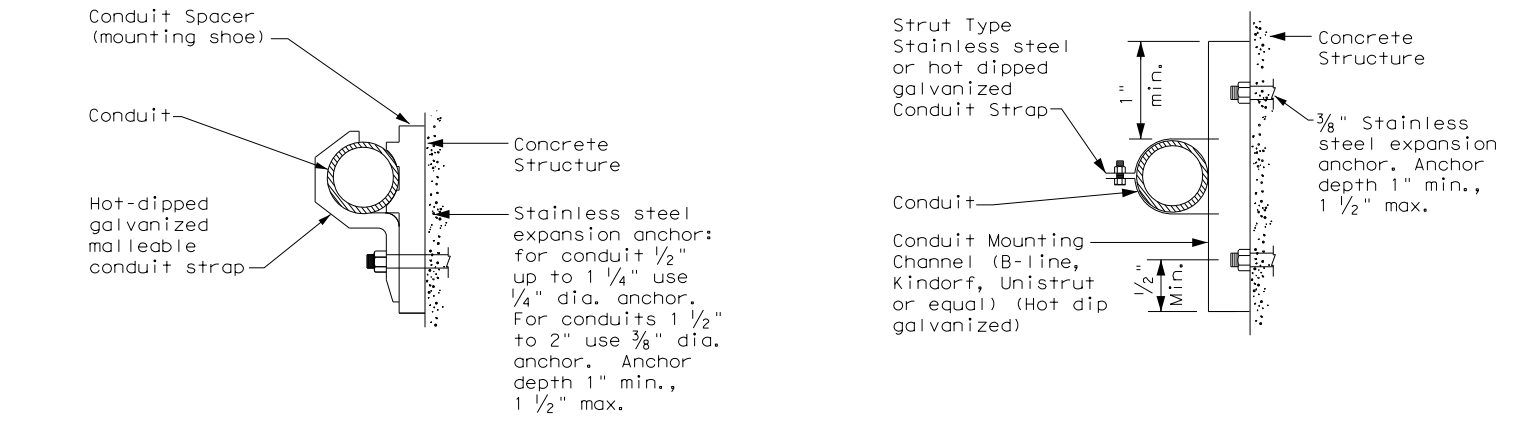 Conduit Spacer
(mounting shoe)
Conduit
Hot-dipped
galvanized
malleable
conduit strap
Concrete
Structure
Stainless steel
expansion anchor:
for conduit 1/2"
up to 1 1/4" use
1/4" dia. anchor.
For conduits 1 1/2"
to 2" use 3/8" dia.
anchor. Anchor
depth 1" min.,
1 1/2" max.
Strut Type
Stainless steel
or hot dipped
galvanized
Conduit Strap
1"
min.
Conduit
Conduit Mounting
Channel (B-line,
Kindorf, Unistrut
or equal) (Hot dip
galvanized)
1/2"
Min.
Concrete
Structure
3/8" Stainless
steel expansion
anchor. Anchor
depth 1" min.,
1 1/2" max.